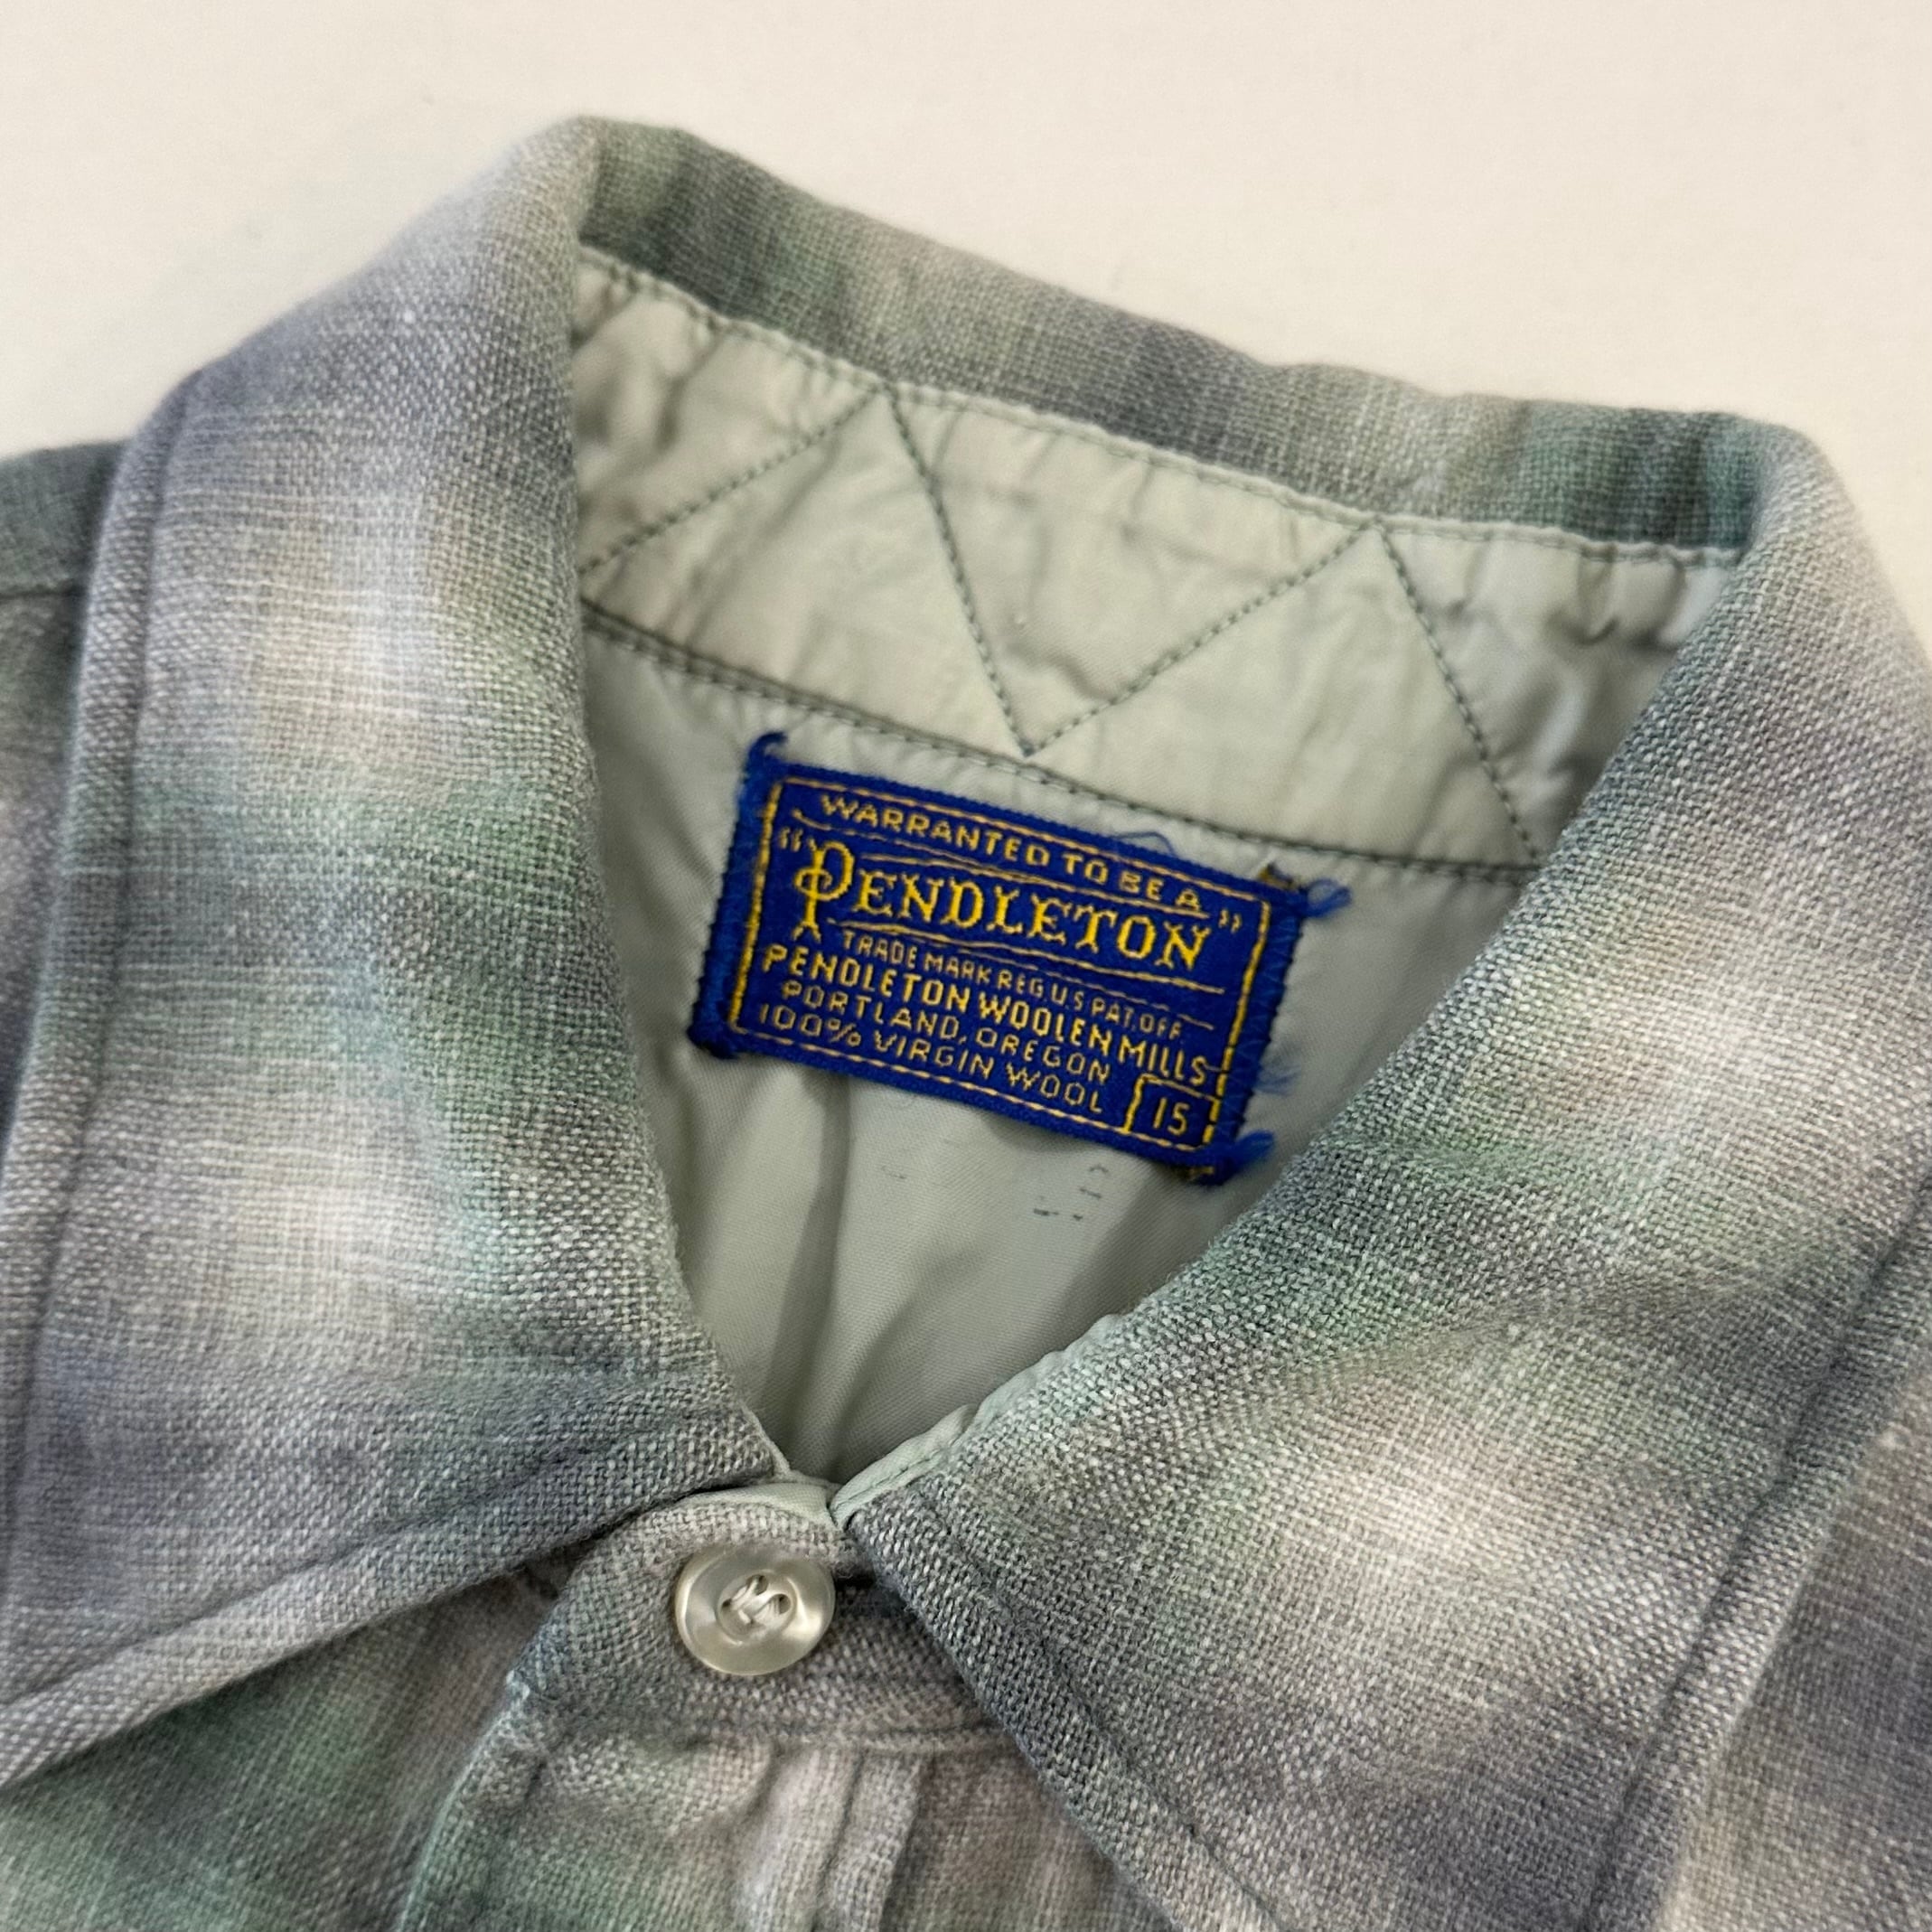 WARRANTED TO BE A
"PENDLETON"
TRADE MARK REG. U.S. PAT. OFF.
PENDLETON WOOLEN MILLS
PORTLAND, OREGON
100% VIRGIN WOOL
15